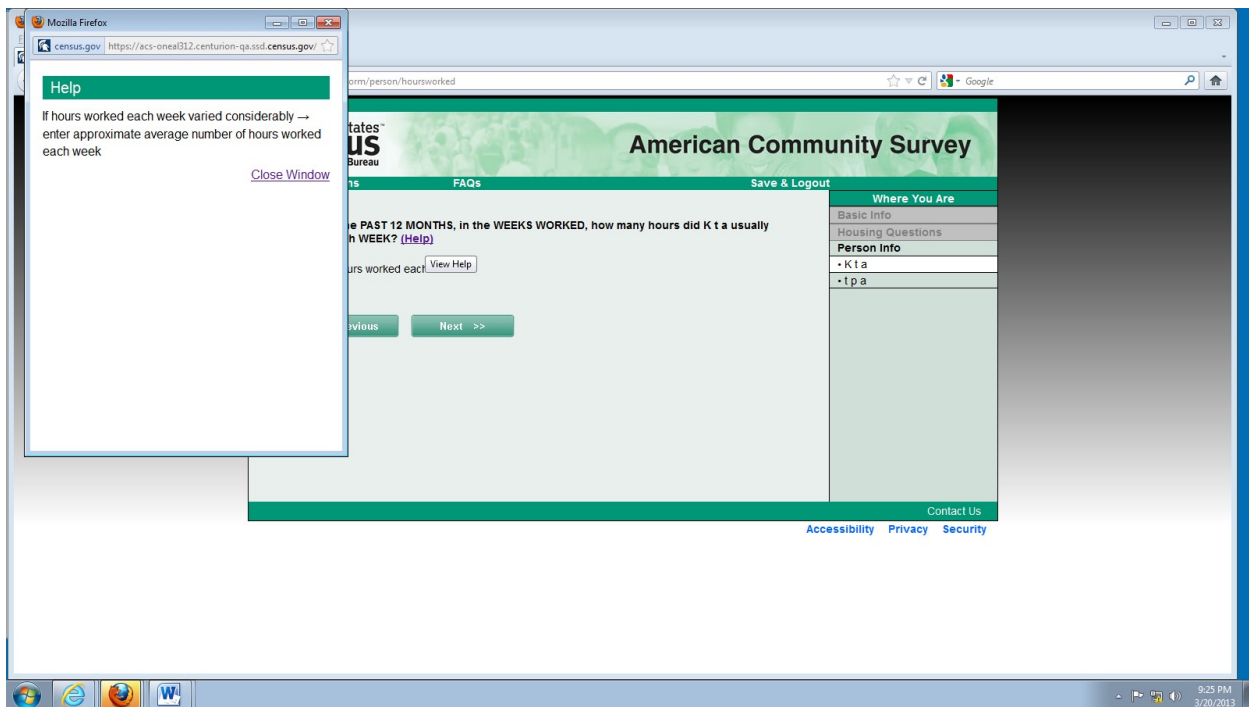 Mozilla Firefox
census.gov https://acs-oneal312.centurion-qa.ssd.census.gov/
Help
If hours worked each week varied considerably →
enter approximate average number of hours worked
each week
Close Window
orm/person/hoursworked
Google
tates™
us
Bureau
American Community Survey
ns FAQs Save & Logout
e PAST 12 MONTHS, in the WEEKS WORKED, how many hours did K t a usually
h WEEK? (Help)
urs worked each
View Help
evious Next >>
Where You Are
Basic Info
Housing Questions
Person Info
• K t a
• t p a
Contact Us
Accessibility Privacy Security
9:25 PM
3/20/2013